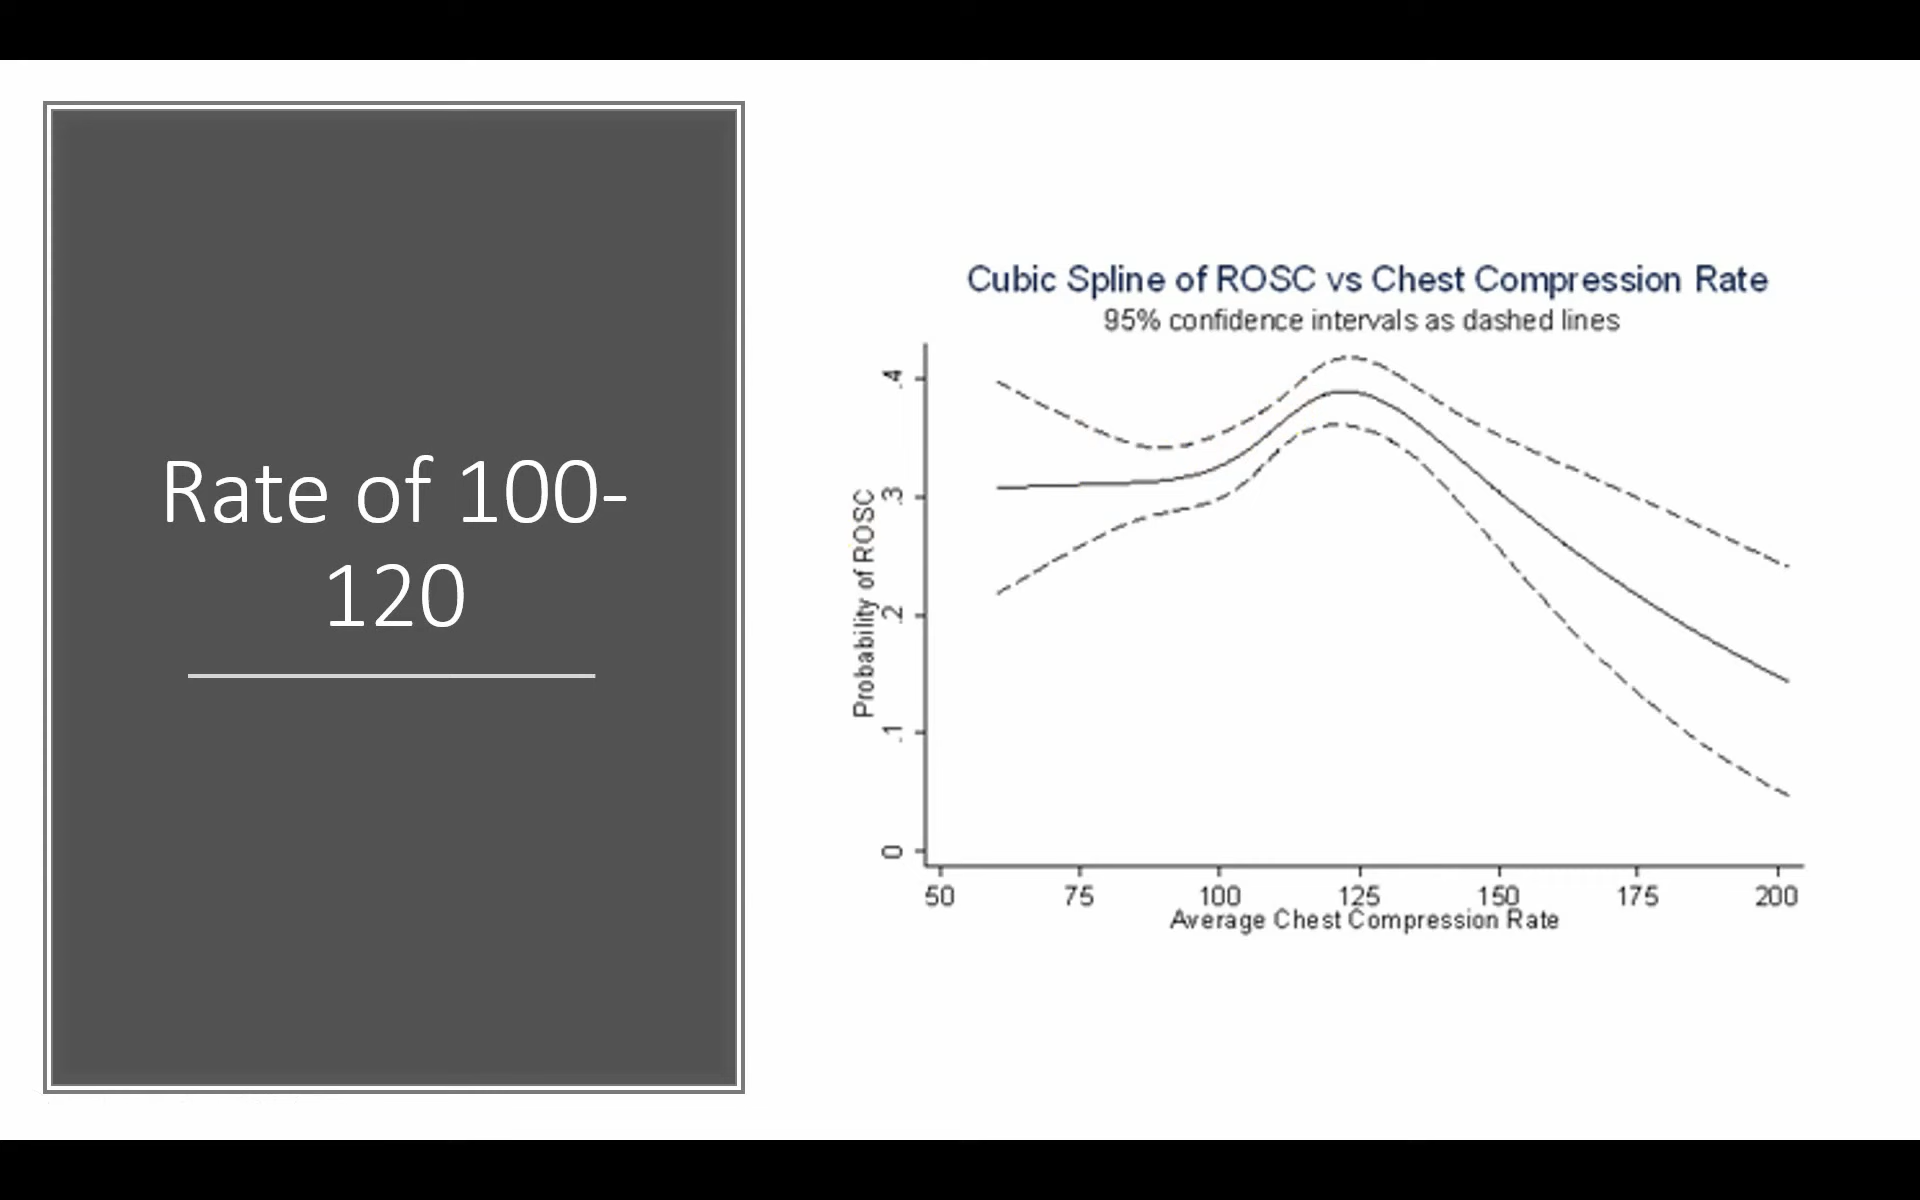 Rate of 100-
120
Cubic Spline of ROSC vs Chest Compression Rate
95% confidence intervals as dashed lines
Probability of ROSC
.4
.3
.2
.1
0
50 75 100 125 150 175 200
Average Chest Compression Rate